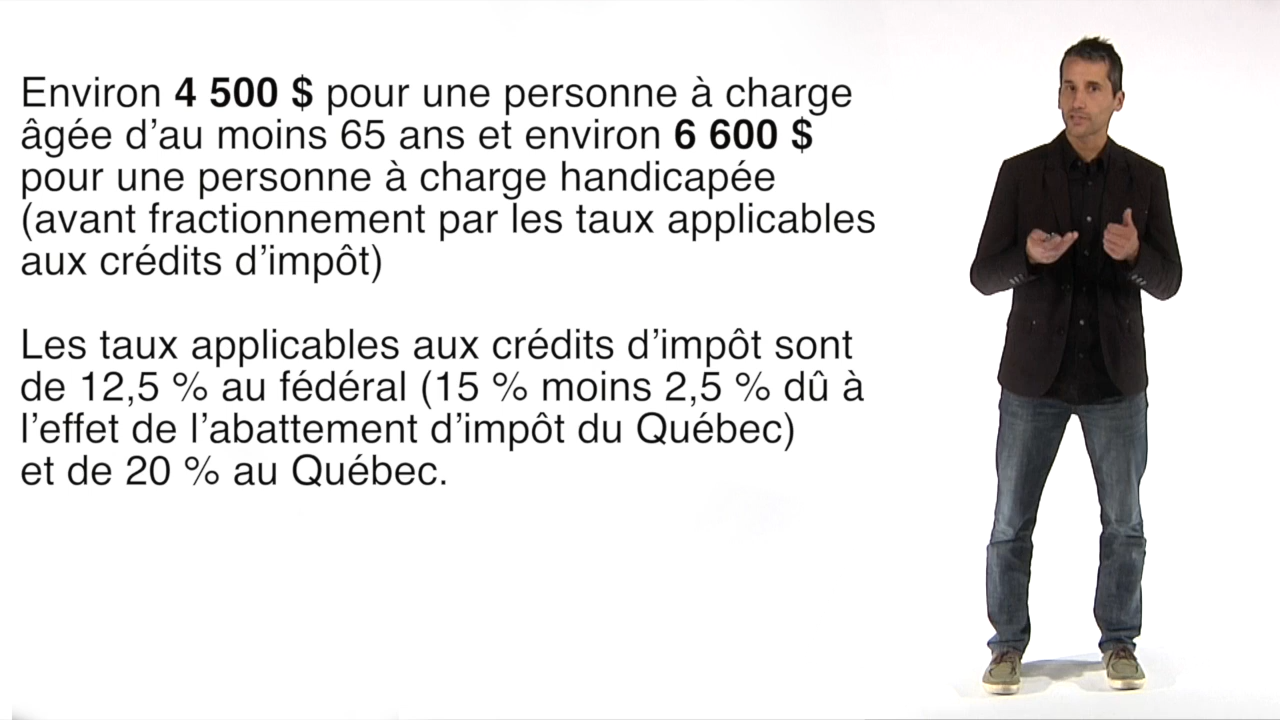 Environ 4 500 $ pour une personne à charge
âgée d’au moins 65 ans et environ 6 600 $
pour une personne à charge handicapée
(avant fractionnement par les taux applicables
aux crédits d’impôt)
Les taux applicables aux crédits d’impôt sont
de 12,5 % au fédéral (15 % moins 2,5 % dû à
l’effet de l’abattement d’impôt du Québec)
et de 20 % au Québec.